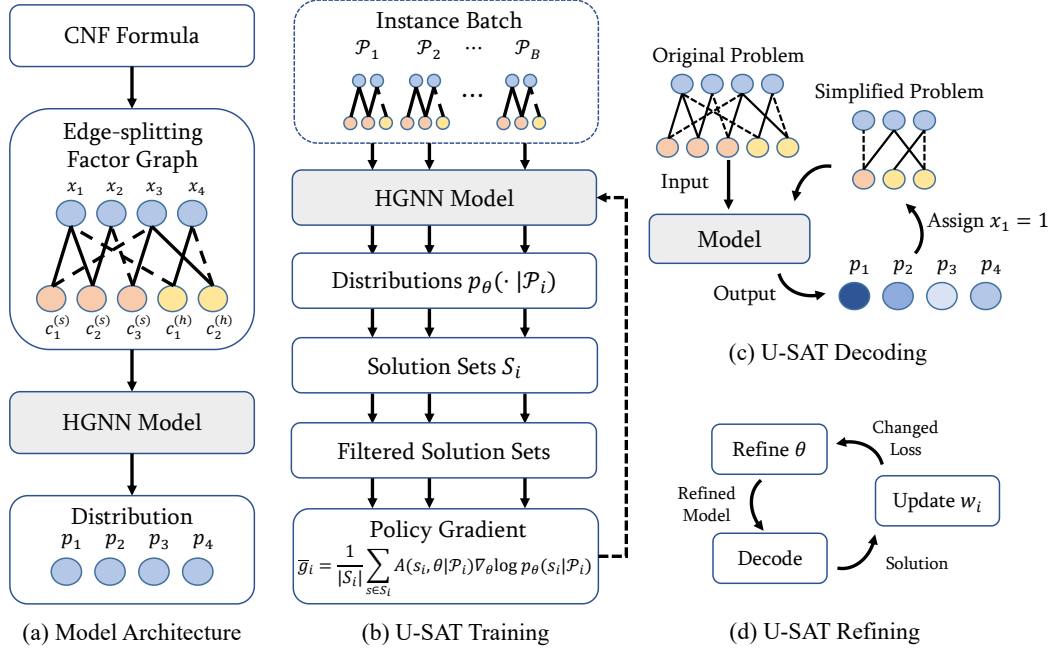 CNF Formula
Edge-splitting
Factor Graph
x₁ x₂ x₃ x₄
c₁⁽ˢ⁾ c₂⁽ˢ⁾ c₃⁽ˢ⁾ c₁⁽ʰ⁾ c₂⁽ʰ⁾
HGNN Model
Distribution
p₁ p₂ p₃ p₄
(a) Model Architecture
Instance Batch
𝒫₁ 𝒫₂ ... 𝒫_B
...
HGNN Model
Distributions p_θ(· |𝒫ᵢ)
Solution Sets Sᵢ
Filtered Solution Sets
Policy Gradient
g̅ᵢ = 1/|Sᵢ| ∑_{s∈Sᵢ} A(sᵢ, θ|𝒫ᵢ)∇_θ log p_θ(sᵢ|𝒫ᵢ)
(b) U-SAT Training
Original Problem
Simplified Problem
Input
Model
Assign x₁ = 1
Output
p₁ p₂ p₃ p₄
(c) U-SAT Decoding
Refine θ
Changed
Loss
Refined
Model
Update wᵢ
Decode
Solution
(d) U-SAT Refining